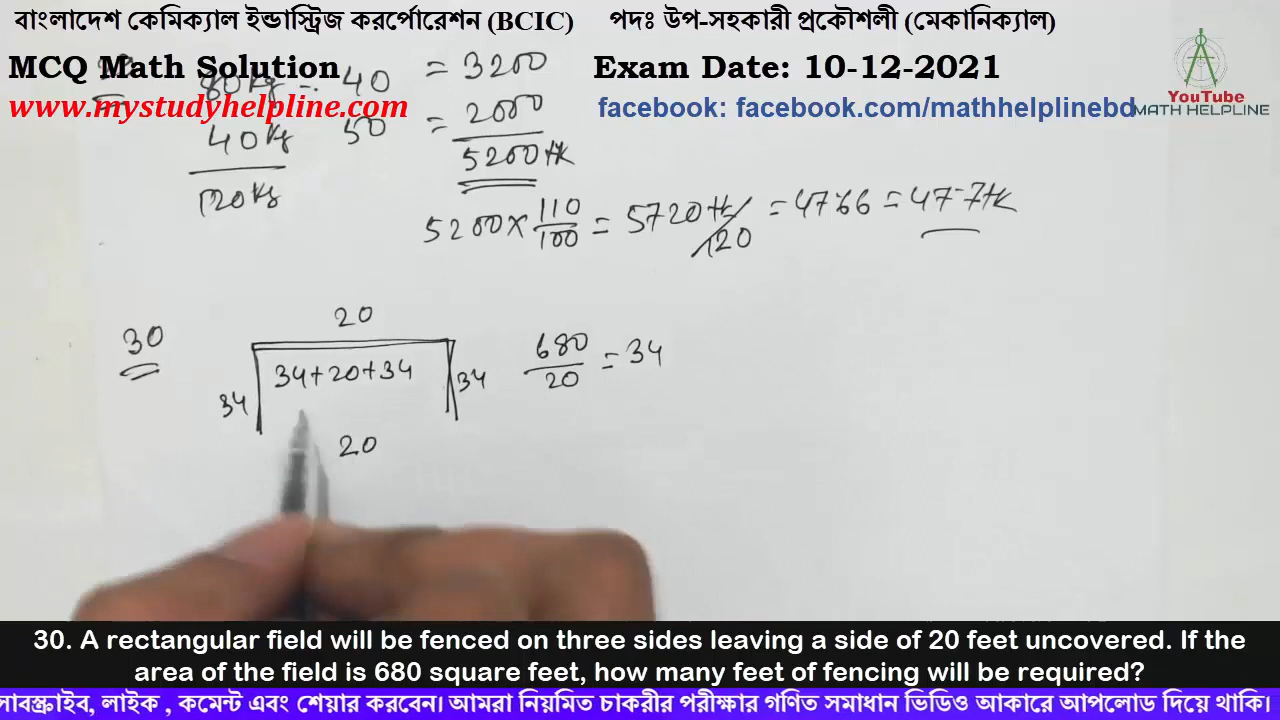 বাংলাদেশ কেমিক্যাল ইন্ডাস্ট্রিজ করর্পোরেশন (BCIC) পদঃ উপ-সহকারী প্রকৌশলী (মেকানিক্যাল)
MCQ Math Solution Exam Date: 10-12-2021
www.mystudyhelpline.com facebook: facebook.com/mathhelplinebd
YouTube
MATH HELPLINE
80kg - 40 = 3200
40kg 50 = 2000
120kg 5200tk
5200 × 110/100 = 5720tk/120 = 4766 = 47.7tk
30
20
34 34+20+34 34 680/20 = 34
20
30. A rectangular field will be fenced on three sides leaving a side of 20 feet uncovered. If the
area of the field is 680 square feet, how many feet of fencing will be required?
সাবস্ক্রাইব, লাইক , কমেন্ট এবং শেয়ার করবেন। আমরা নিয়মিত চাকরীর পরীক্ষার গণিত সমাধান ভিডিও আকারে আপলোড দিয়ে থাকি।